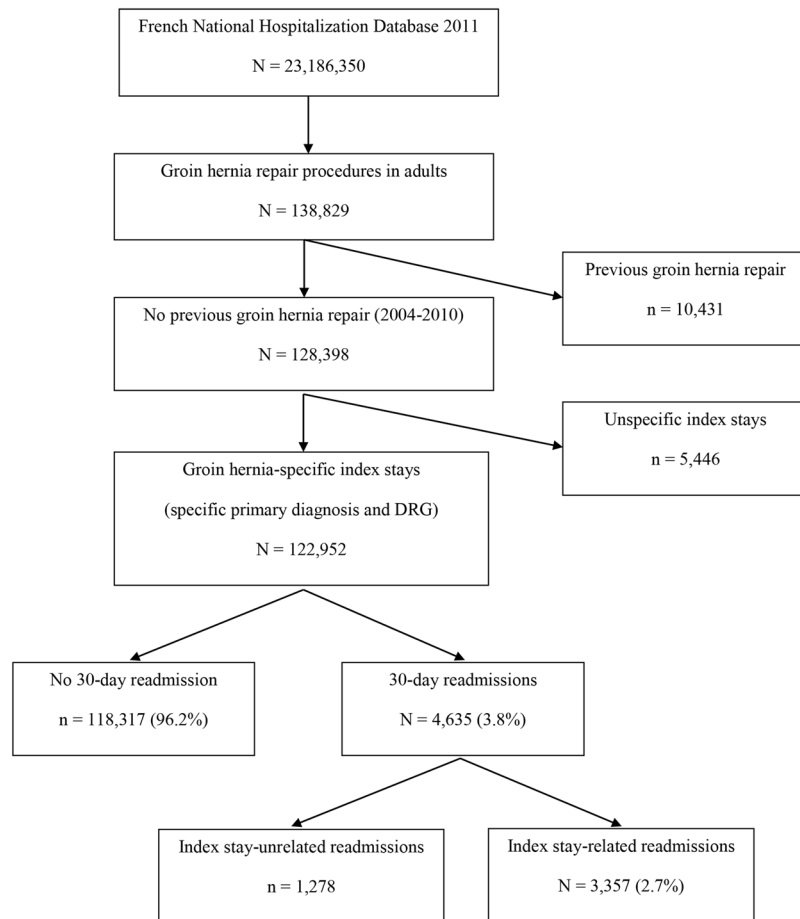 French National Hospitalization Database 2011
N = 23,186,350
Groin hernia repair procedures in adults
N = 138,829
Previous groin hernia repair
n = 10,431
No previous groin hernia repair (2004-2010)
N = 128,398
Unspecific index stays
n = 5,446
Groin hernia-specific index stays
(specific primary diagnosis and DRG)
N = 122,952
No 30-day readmission
n = 118,317 (96.2%)
30-day readmissions
N = 4,635 (3.8%)
Index stay-unrelated readmissions
n = 1,278
Index stay-related readmissions
N = 3,357 (2.7%)